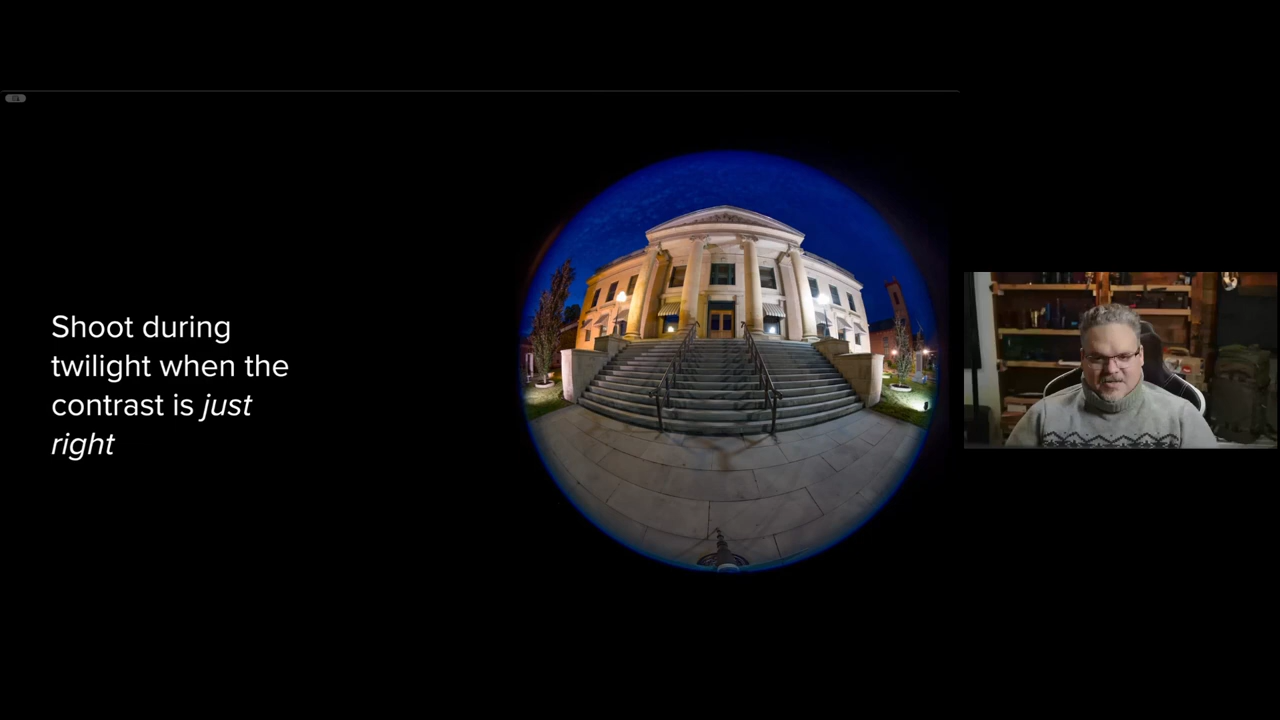 Shoot during
twilight when the
contrast is just
right